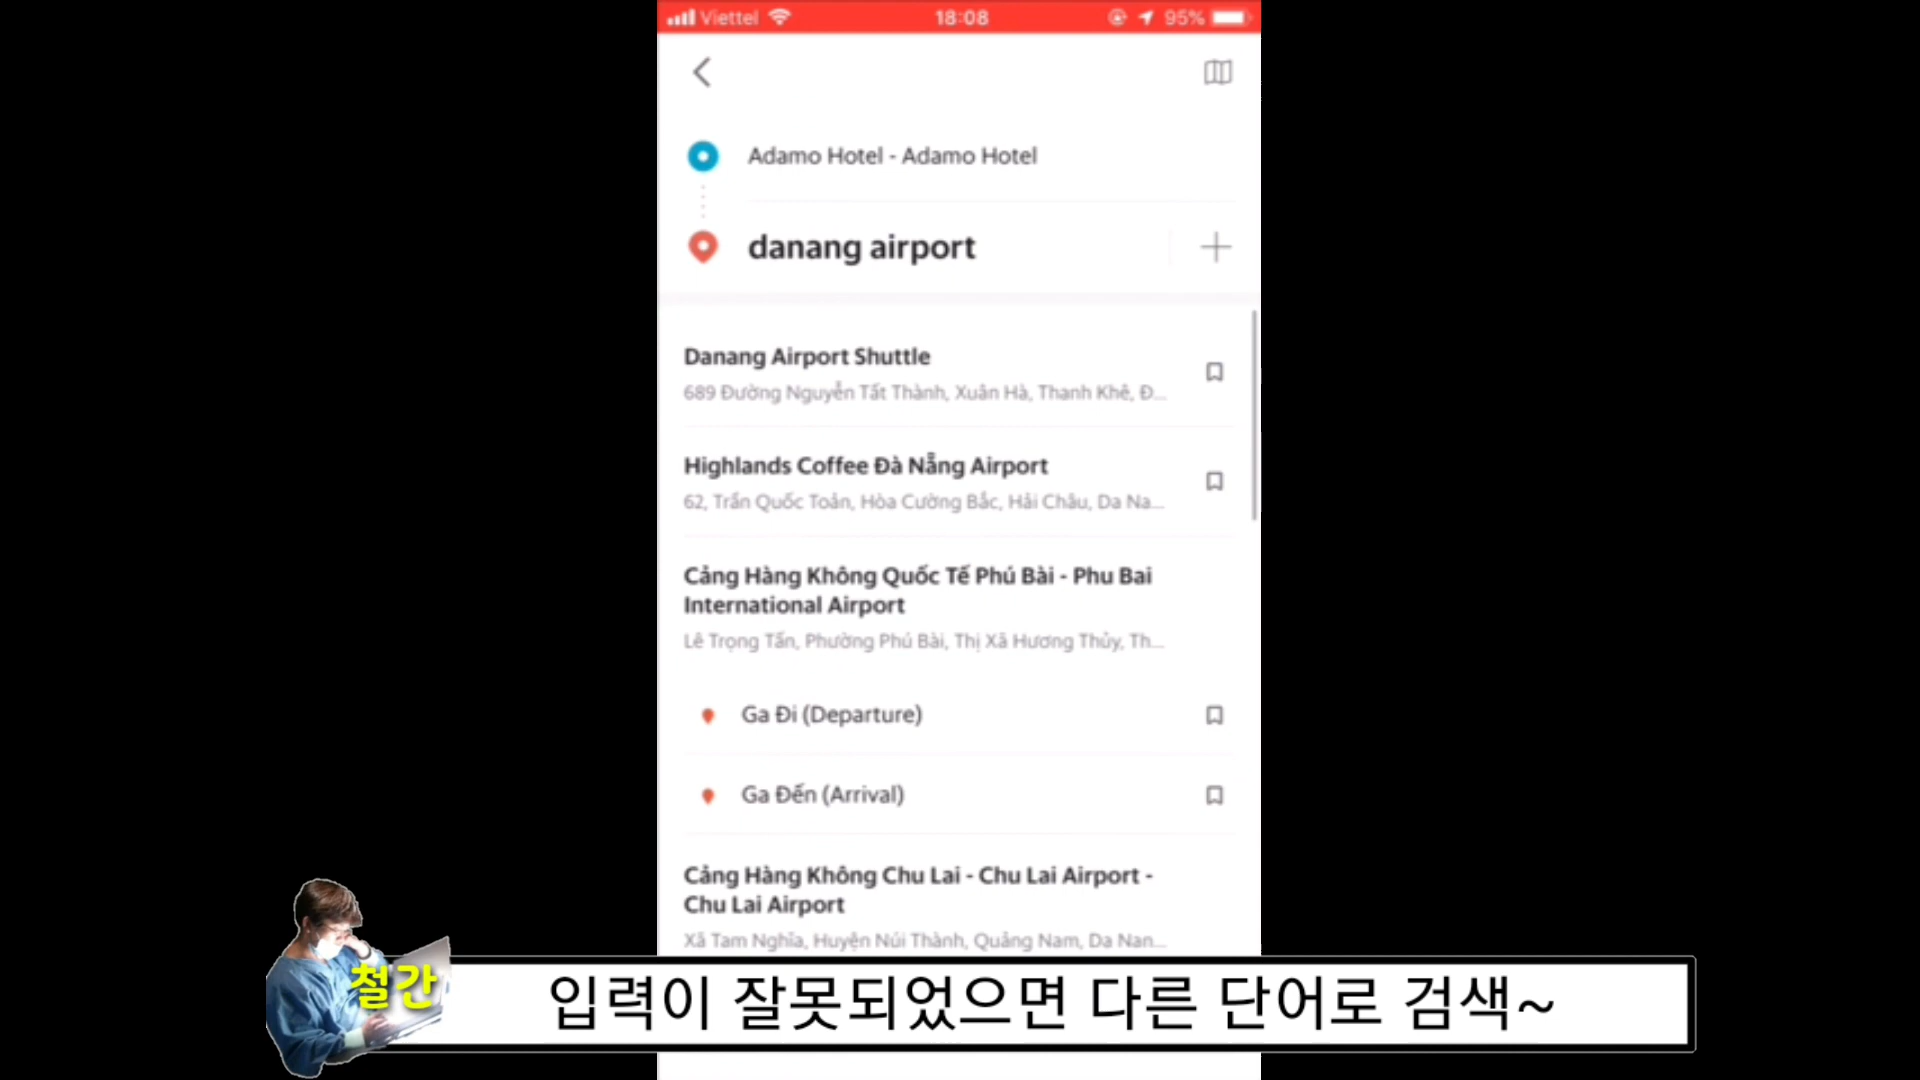 Viettel 18:08 95%
Adamo Hotel - Adamo Hotel
danang airport
Danang Airport Shuttle
689 Đường Nguyễn Tất Thành, Xuân Hà, Thanh Khê, Đ...
Highlands Coffee Đà Nẵng Airport
62, Trần Quốc Toản, Hòa Cường Bắc, Hải Châu, Da Na...
Cảng Hàng Không Quốc Tế Phú Bài - Phu Bai
International Airport
Lê Trọng Tấn, Phường Phú Bài, Thị Xã Hương Thủy, Th...
Ga Đi (Departure)
Ga Đến (Arrival)
Cảng Hàng Không Chu Lai - Chu Lai Airport -
Chu Lai Airport
Xã Tam Nghĩa, Huyện Núi Thành, Quảng Nam, Da Nan...
철간
입력이 잘못되었으면 다른 단어로 검색~